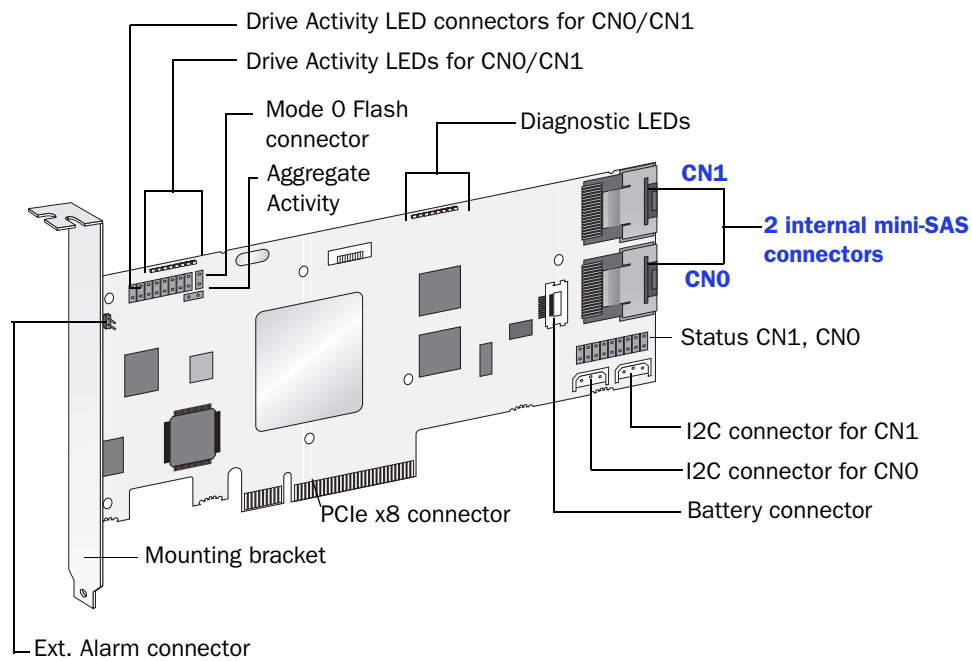 Drive Activity LED connectors for CN0/CN1
Drive Activity LEDs for CN0/CN1
Mode 0 Flash
connector
Diagnostic LEDs
Aggregate
Activity
CN1
2 internal mini-SAS
connectors
CN0
Status CN1, CN0
I2C connector for CN1
I2C connector for CN0
PCIe x8 connector
Battery connector
Mounting bracket
Ext. Alarm connector